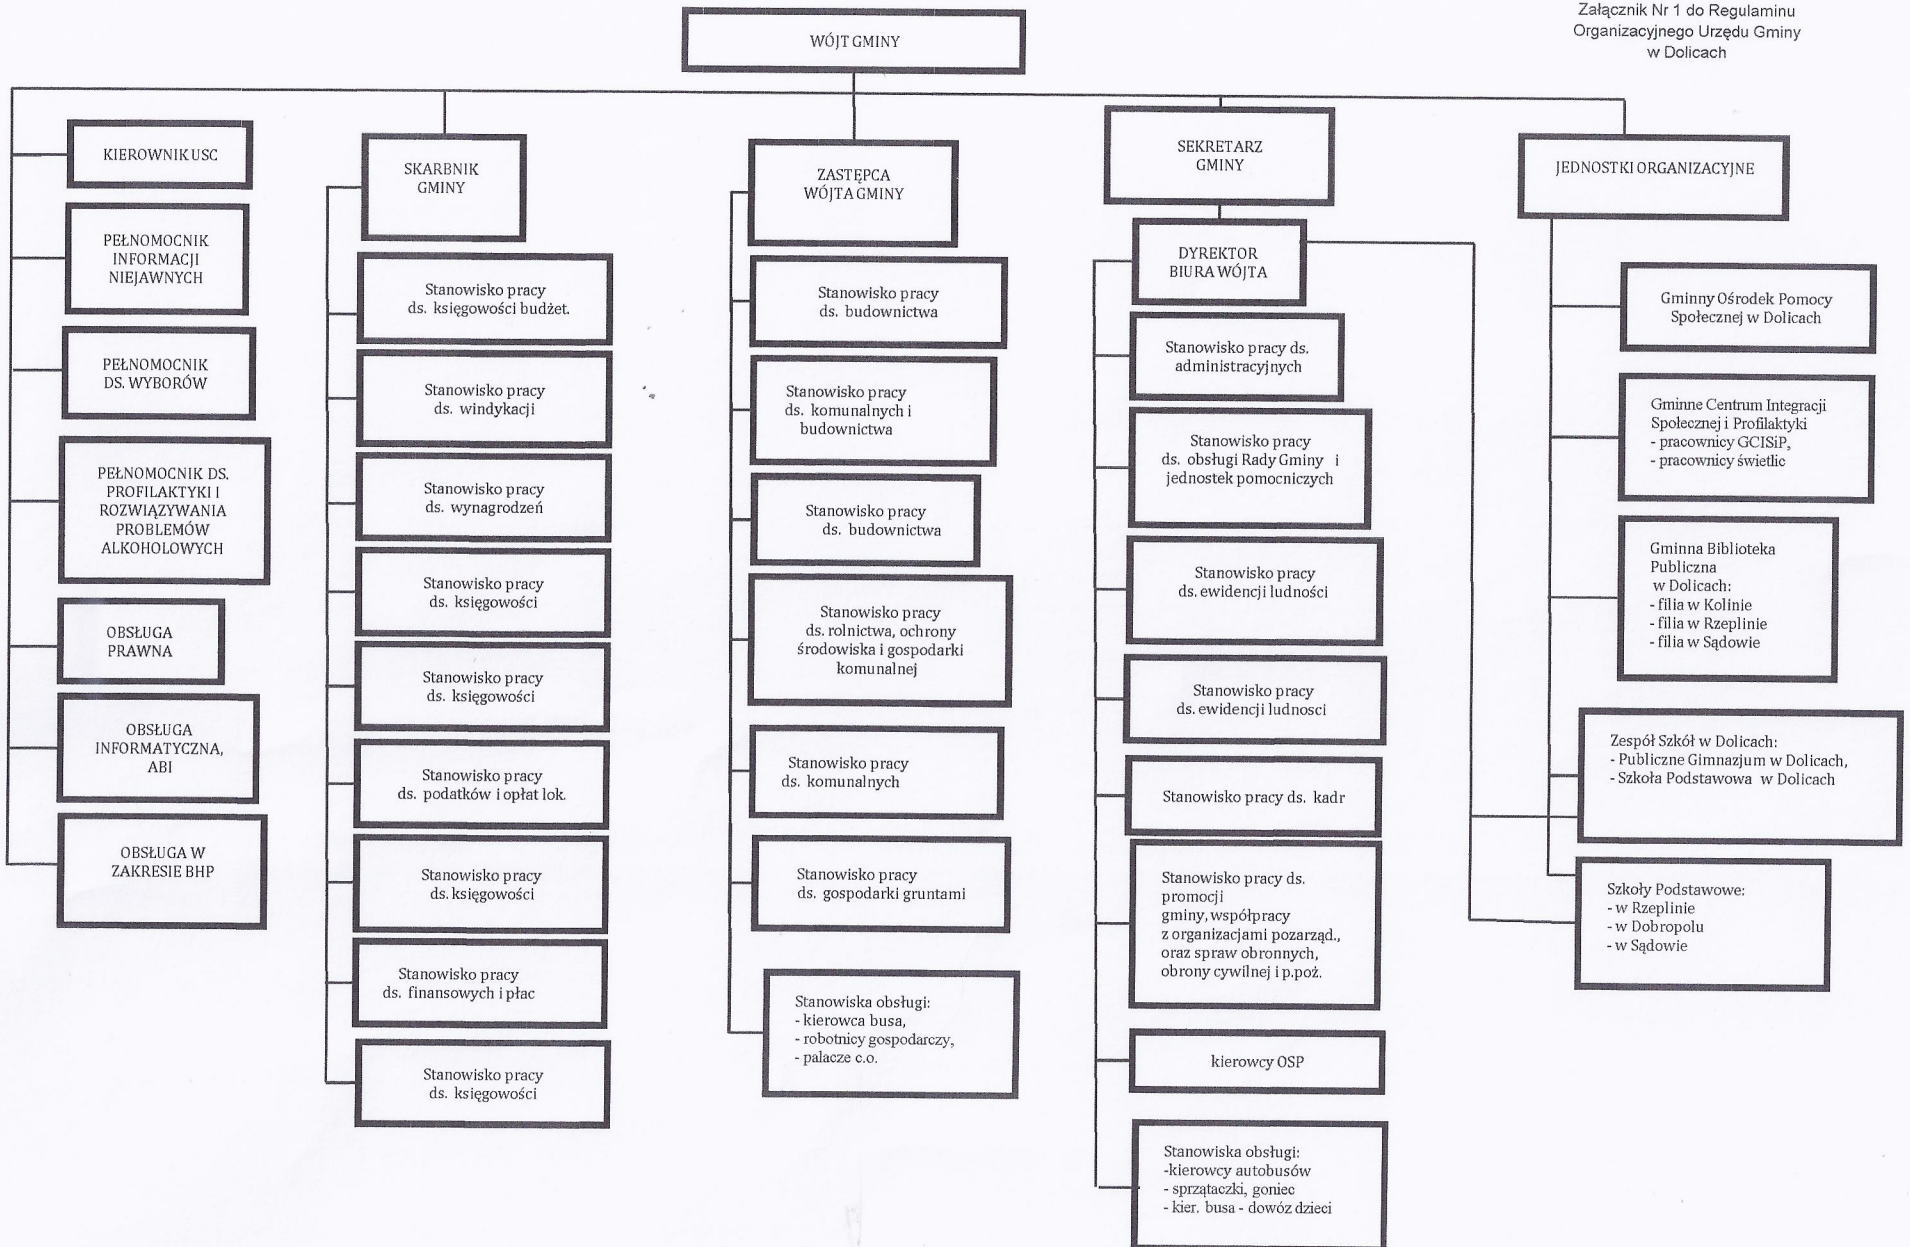 Załącznik Nr 1 do Regulaminu
Organizacyjnego Urzędu Gminy
w Dolicach
WÓJT GMINY
KIEROWNIK USC
PEŁNOMOCNIK
INFORMACJI
NIEJAWNYCH
PEŁNOMOCNIK
DS. WYBORÓW
PEŁNOMOCNIK DS.
PROFILAKTYKI I
ROZWIĄZYWANIA
PROBLEMÓW
ALKOHOLOWYCH
OBSŁUGA
PRAWNA
OBSŁUGA
INFORMATYCZNA,
ABI
OBSŁUGA W
ZAKRESIE BHP
SKARBNIK
GMINY
Stanowisko pracy
ds. księgowości budżet.
Stanowisko pracy
ds. windykacji
Stanowisko pracy
ds. wynagrodzeń
Stanowisko pracy
ds. księgowości
Stanowisko pracy
ds. księgowości
Stanowisko pracy
ds. podatków i opłat lok.
Stanowisko pracy
ds. księgowości
Stanowisko pracy
ds. finansowych i płac
Stanowisko pracy
ds. księgowości
ZASTĘPCA
WÓJTA GMINY
Stanowisko pracy
ds. budownictwa
Stanowisko pracy
ds. komunalnych i
budownictwa
Stanowisko pracy
ds. budownictwa
Stanowisko pracy
ds. rolnictwa, ochrony
środowiska i gospodarki
komunalnej
Stanowisko pracy
ds. komunalnych
Stanowisko pracy
ds. gospodarki gruntami
Stanowiska obsługi:
- kierowca busa,
- robotnicy gospodarczy,
- palacze c.o.
SEKRETARZ
GMINY
DYREKTOR
BIURA WÓJTA
Stanowisko pracy ds.
administracyjnych
Stanowisko pracy
ds. obsługi Rady Gminy i
jednostek pomocniczych
Stanowisko pracy
ds. ewidencji ludności
Stanowisko pracy
ds. ewidencji ludnosci
Stanowisko pracy ds. kadr
Stanowisko pracy ds.
promocji
gminy, współpracy
z organizacjami pozarząd.,
oraz spraw obronnych,
obrony cywilnej i p.poż.
kierowcy OSP
Stanowiska obsługi:
-kierowcy autobusów
- sprzątaczki, goniec
- kier. busa - dowóz dzieci
JEDNOSTKI ORGANIZACYJNE
Gminny Ośrodek Pomocy
Społecznej w Dolicach
Gminne Centrum Integracji
Społecznej i Profilaktyki
- pracownicy GCISiP,
- pracownicy świetlic
Gminna Biblioteka
Publiczna
w Dolicach:
- filia w Kolinie
- filia w Rzeplinie
- filia w Sądowie
Zespół Szkół w Dolicach:
- Publiczne Gimnazjum w Dolicach,
- Szkoła Podstawowa w Dolicach
Szkoły Podstawowe:
- w Rzeplinie
- w Dobropolu
- w Sądowie